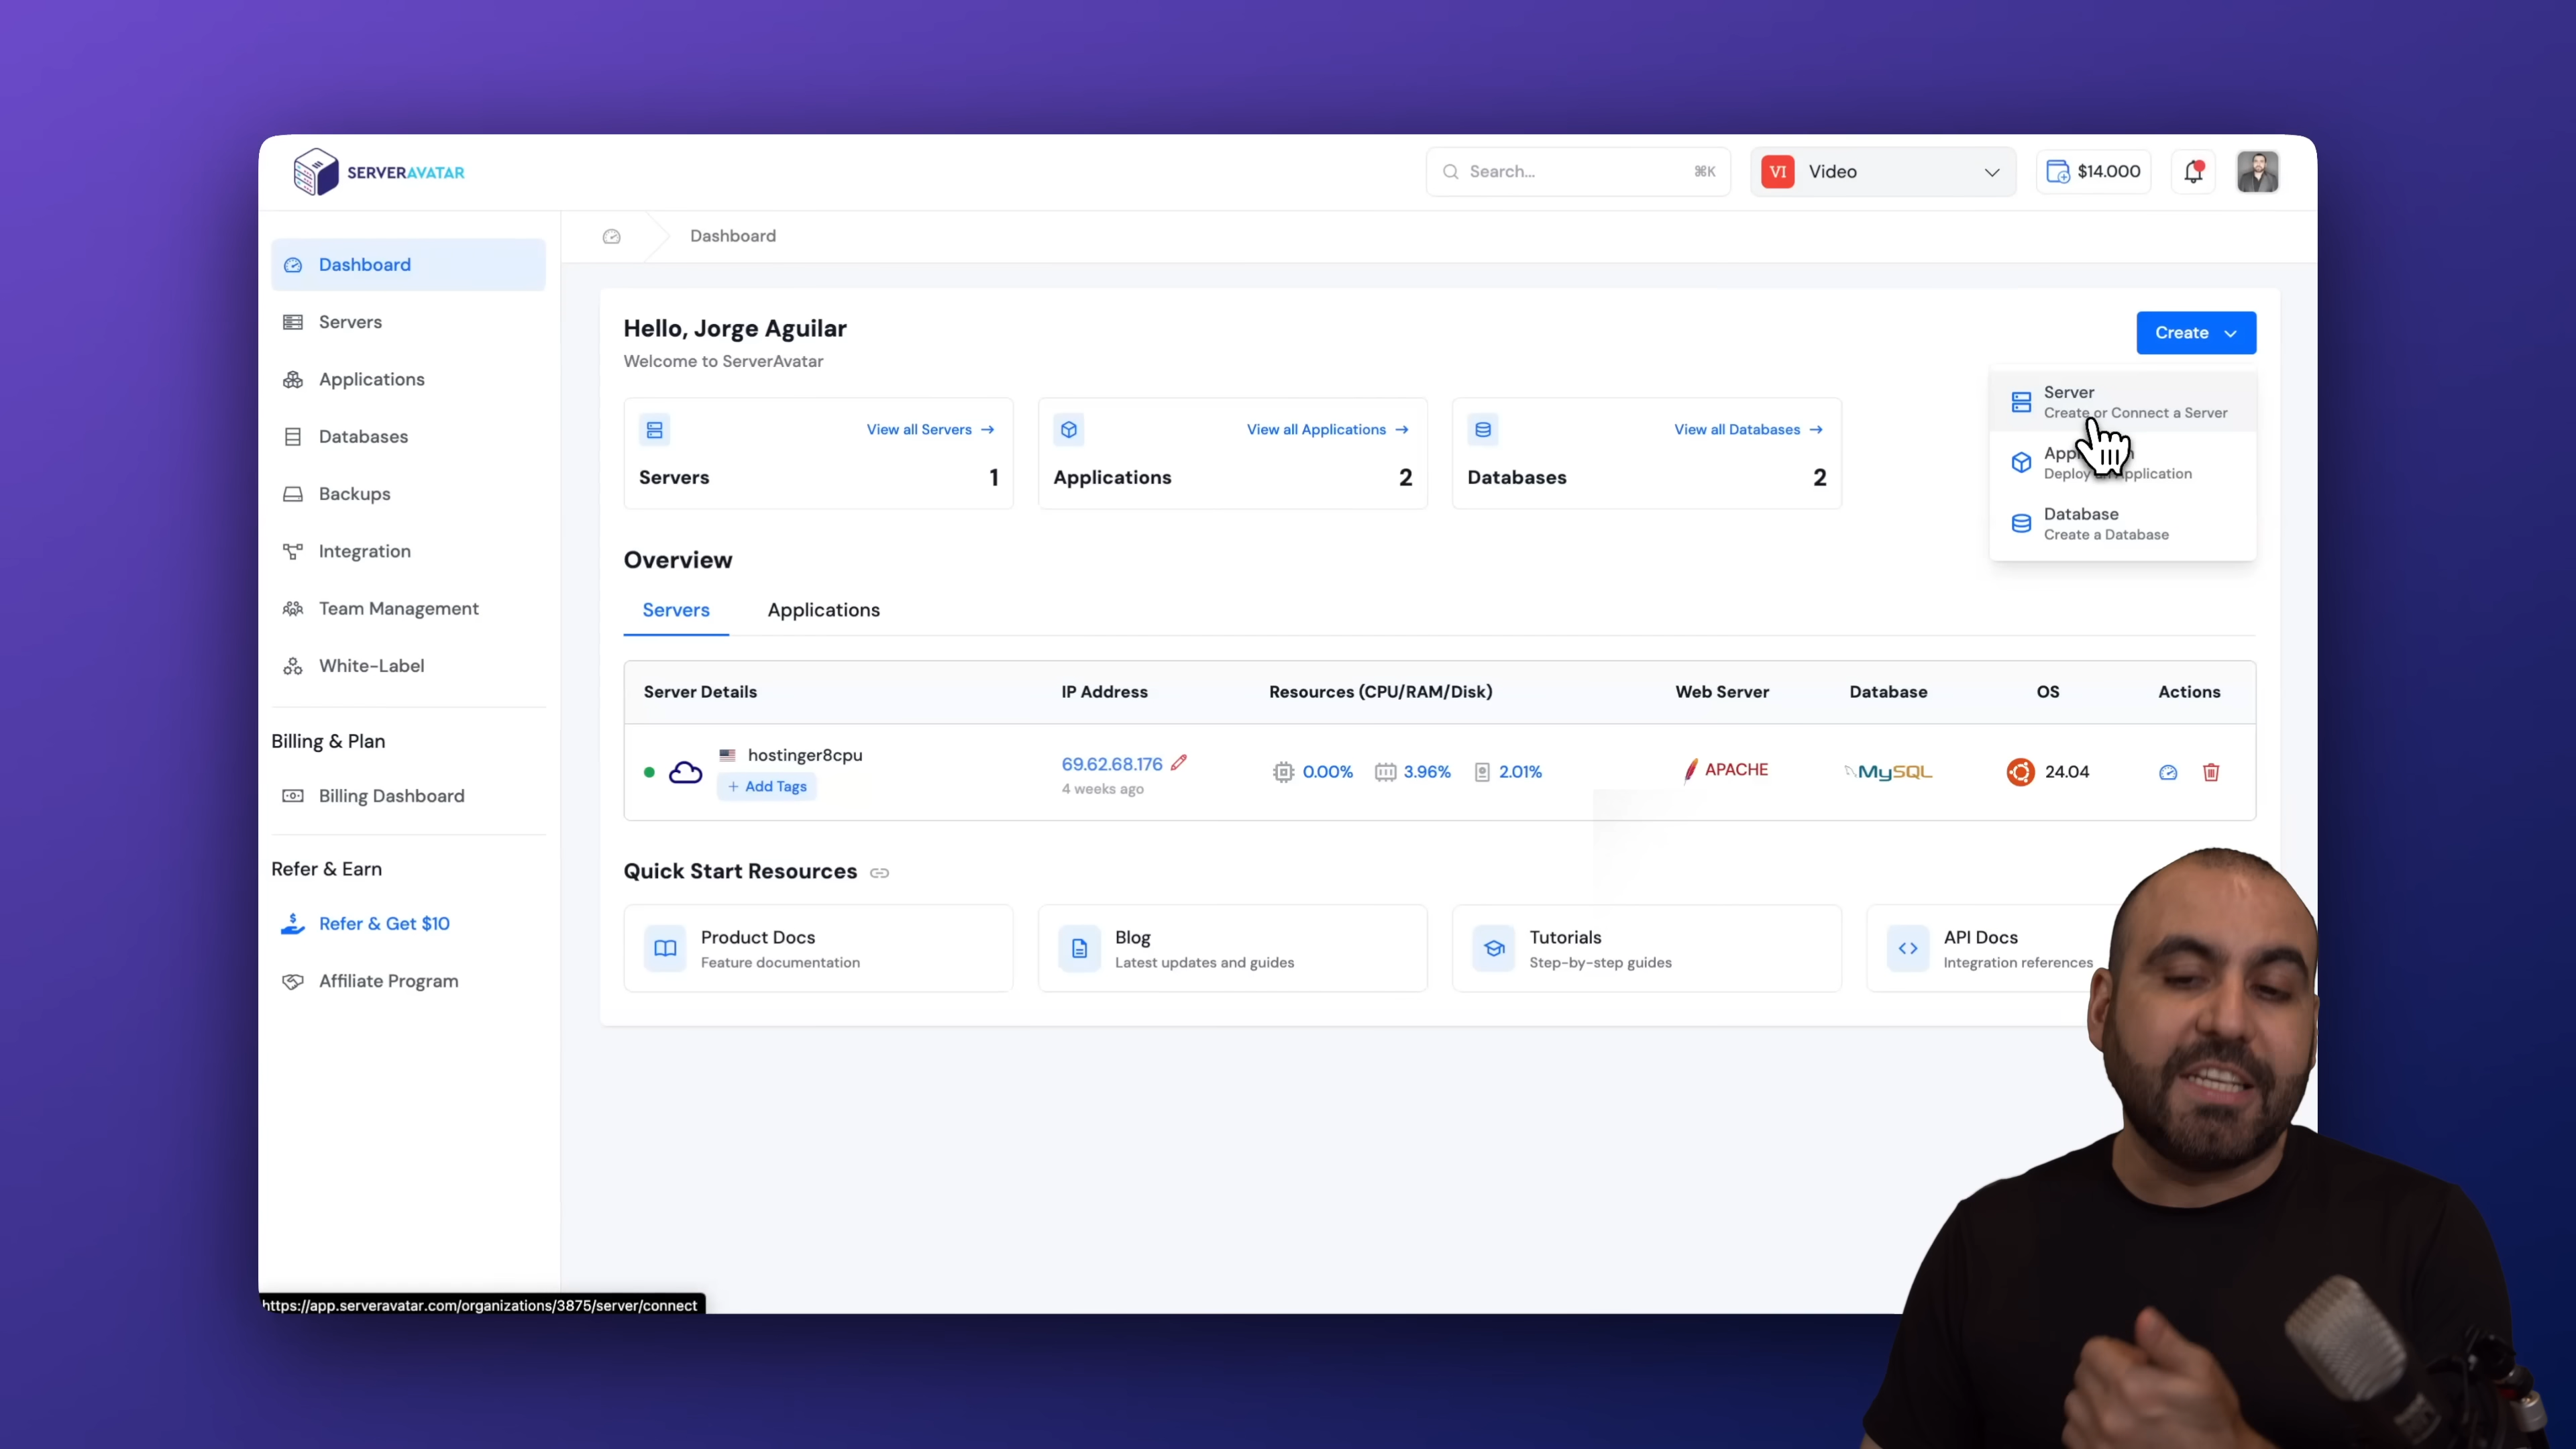 SERVERAVATAR
Search...
⌘K
VI
Video
$14.000
Dashboard
Dashboard
Servers
Applications
Databases
Backups
Integration
Team Management
White-Label
Billing & Plan
Billing Dashboard
Refer & Earn
Refer & Get $10
Affiliate Program
Hello, Jorge Aguilar
Welcome to ServerAvatar
Create
Server
Create or Connect a Server
Deploy an Application
Database
Create a Database
View all Servers →
Servers 1
View all Applications →
Applications 2
View all Databases →
Databases 2
Overview
Servers Applications
Server Details IP Address Resources (CPU/RAM/Disk) Web Server Database OS Actions
hostinger8cpu
+ Add Tags
69.62.68.176
4 weeks ago
0.00% 3.96% 2.01%
APACHE
MySQL
24.04
Quick Start Resources
Product Docs
Feature documentation
Blog
Latest updates and guides
Tutorials
Step-by-step guides
API Docs
Integration references
https://app.serveravatar.com/organizations/3875/server/connect